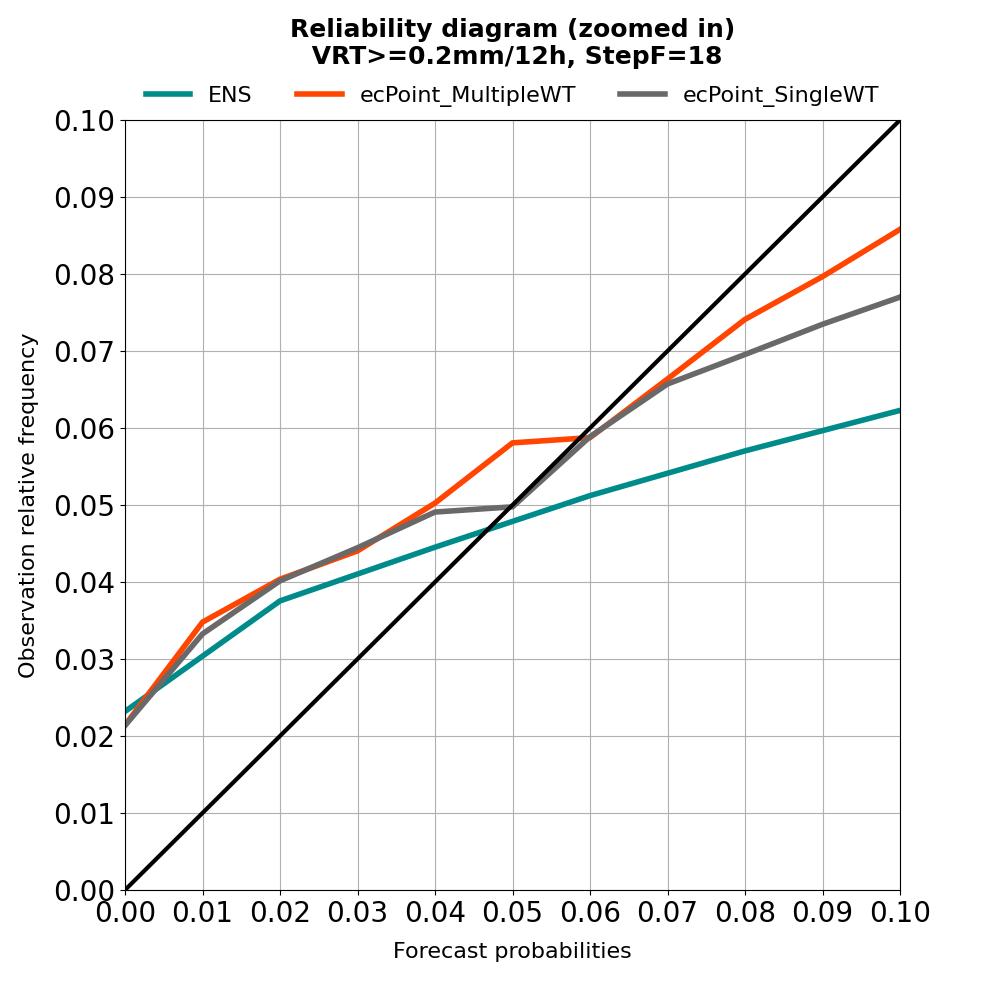 Reliability diagram (zoomed in)
VRT>=0.2mm/12h, StepF=18
ENS ecPoint_MultipleWT ecPoint_SingleWT
0.10
0.09
0.08
0.07
0.06
0.05
0.04
0.03
0.02
0.01
0.00
Observation relative frequency
0.00 0.01 0.02 0.03 0.04 0.05 0.06 0.07 0.08 0.09 0.10
Forecast probabilities